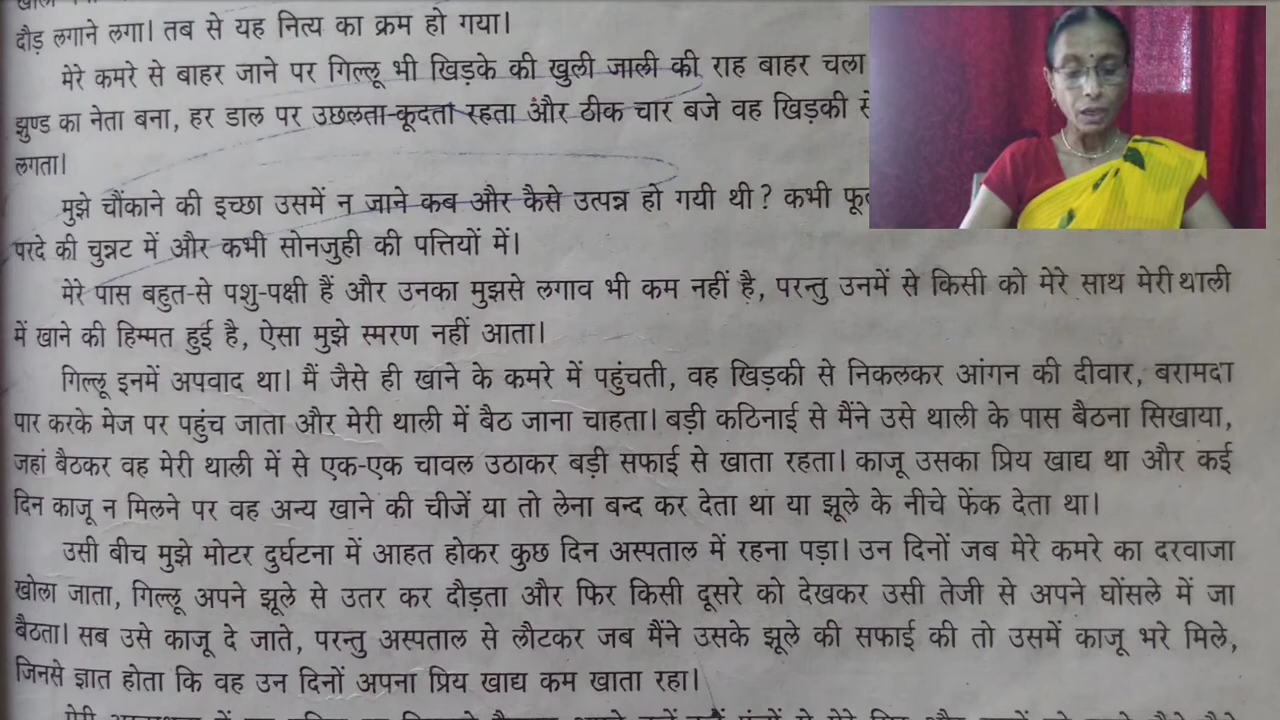 दौड़ लगाने लगा। तब से यह नित्य का क्रम हो गया।
मेरे कमरे से बाहर जाने पर गिल्लू भी खिड़के की खुली जाली की राह बाहर चला
झुण्ड का नेता बना, हर डाल पर उछलता-कूदता रहता और ठीक चार बजे वह खिड़की से
लगता।
मुझे चौंकाने की इच्छा उसमें न जाने कब और कैसे उत्पन्न हो गयी थी? कभी
परदे की चुन्नट में और कभी सोनजुही की पत्तियों में।
मेरे पास बहुत-से पशु-पक्षी हैं और उनका मुझसे लगाव भी कम नहीं है, परन्तु उनमें से किसी को मेरे साथ मेरी थाली
में खाने की हिम्मत हुई है, ऐसा मुझे स्मरण नहीं आता।
गिल्लू इनमें अपवाद था। मैं जैसे ही खाने के कमरे में पहुंचती, वह खिड़की से निकलकर आंगन की दीवार, बरामदा
पार करके मेज पर पहुंच जाता और मेरी थाली में बैठ जाना चाहता। बड़ी कठिनाई से मैंने उसे थाली के पास बैठना सिखाया,
जहां बैठकर वह मेरी थाली में से एक-एक चावल उठाकर बड़ी सफाई से खाता रहता। काजू उसका प्रिय खाद्य था और कई
दिन काजू न मिलने पर वह अन्य खाने की चीजें या तो लेना बन्द कर देता था या झूले के नीचे फेंक देता था।
उसी बीच मुझे मोटर दुर्घटना में आहत होकर कुछ दिन अस्पताल में रहना पड़ा। उन दिनों जब मेरे कमरे का दरवाजा
खोला जाता, गिल्लू अपने झूले से उतर कर दौड़ता और फिर किसी दूसरे को देखकर उसी तेजी से अपने घोंसले में जा
बैठता। सब उसे काजू दे जाते, परन्तु अस्पताल से लौटकर जब मैंने उसके झूले की सफाई की तो उसमें काजू भरे मिले,
जिनसे ज्ञात होता कि वह उन दिनों अपना प्रिय खाद्य कम खाता रहा।